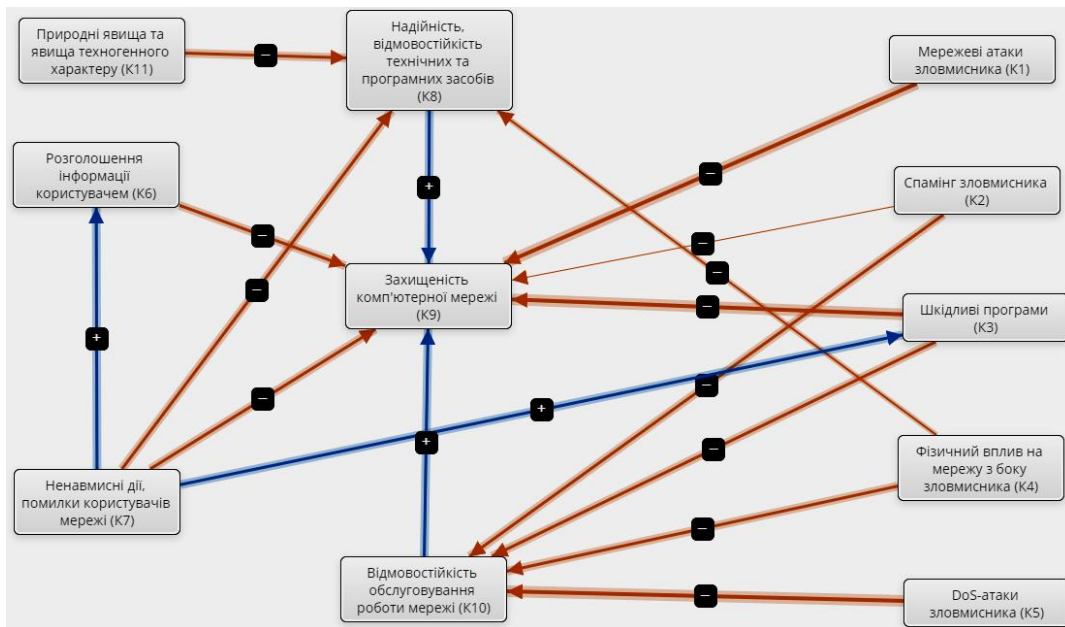 Природні явища та
явища техногенного
характеру (К11)
Надійність,
відмовостійкість
технічних та
програмних засобів
(К8)
Мережеві атаки
зловмисника (К1)
Розголошення
інформації
користувачем (К6)
Спамінг зловмисника
(К2)
Захищеність
комп'ютерної мережі
(К9)
Шкідливі програми
(К3)
Ненавмисні дії,
помилки користувачів
мережі (К7)
Фізичний вплив на
мережу з боку
зловмисника (К4)
Відмовостійкість
обслуговування
роботи мережі (К10)
DoS-атаки
зловмисника (К5)